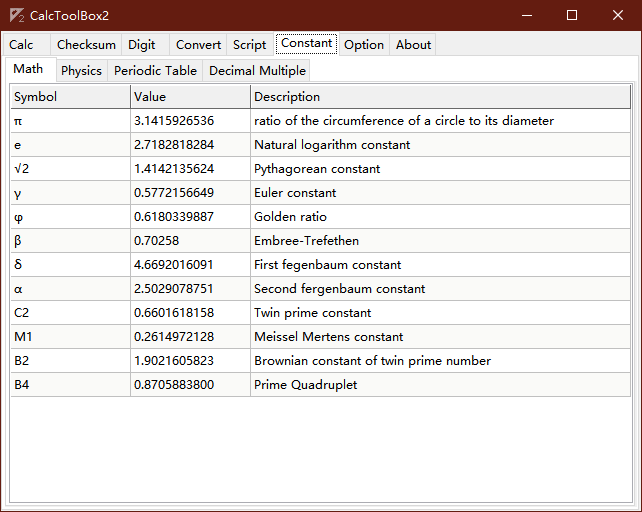 CalcToolBox2
Calc Checksum Digit Convert Script Constant Option About
Math Physics Periodic Table Decimal Multiple
Symbol Value Description
π 3.1415926536 ratio of the circumference of a circle to its diameter
e 2.7182818284 Natural logarithm constant
√2 1.4142135624 Pythagorean constant
γ 0.5772156649 Euler constant
φ 0.6180339887 Golden ratio
β 0.70258 Embree-Trefethen
δ 4.6692016091 First fegenbaum constant
α 2.5029078751 Second fergenbaum constant
C2 0.6601618158 Twin prime constant
M1 0.2614972128 Meissel Mertens constant
B2 1.9021605823 Brownian constant of twin prime number
B4 0.8705883800 Prime Quadruplet